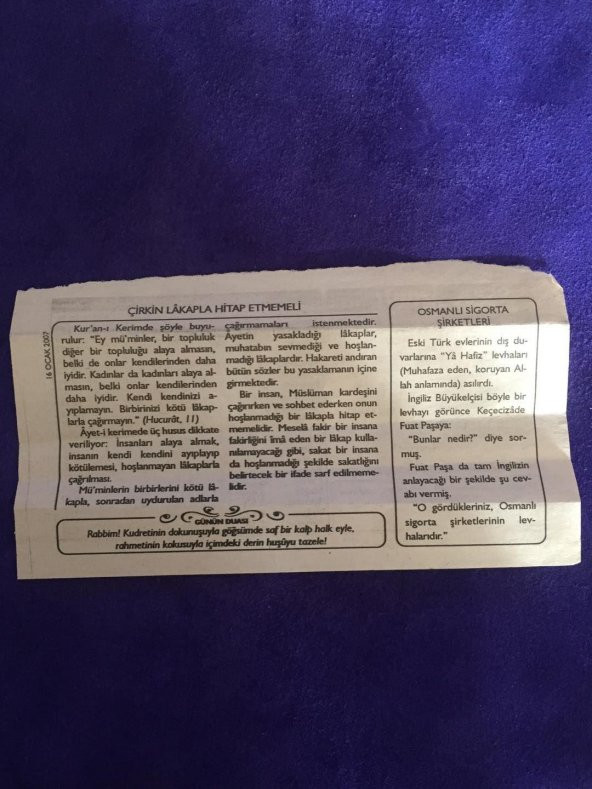 16 OCAK 2007
ÇİRKİN LÂKAPLA HİTAP ETMEMELİ
Kur'an-ı Kerimde şöyle buyu-
rulur: "Ey mü'minler, bir topluluk
diğer bir topluluğu alaya almasın,
belki de onlar kendilerinden daha
iyidir. Kadınlar da kadınları alaya al-
masın, belki onlar kendilerinden
daha iyidir. Kendi kendinizi a-
yıplamayın. Birbirinizi kötü lâkap-
larla çağırmayın." (Hucurât, 11)
Âyet-i kerimede üç husus dikkate
veriliyor: İnsanları alaya almak,
insanın kendi kendini ayıplayıp
kötülemesi, hoşlanmayan lâkaplarla
çağrılması.
Mü'minlerin birbirlerini kötü lâ-
kapla, sonradan uydurulan adlarla
çağırmamaları istenmektedir.
Âyetin yasakladığı lâkaplar,
muhatabın sevmediği ve hoşlan-
madığı lâkaplardır. Hakareti andıran
bütün sözler bu yasaklamanın içine
girmektedir.
Bir insan, Müslüman kardeşini
çağırırken ve sohbet ederken onun
hoşlanmadığı bir lâkapla hitap et-
memelidir. Meselâ fakir bir insana
fakirliğini îmâ eden bir lâkap kulla-
nılamayacağı gibi, sakat bir insana
da hoşlanmadığı şekilde sakatlığını
belirtecek bir ifade sarf edilmeme-
lidir.
GÜNÜN DUASI
Rabbim! Kudretinin dokunuşuyla göğsümde saf bir kalp halk eyle,
rahmetinin kokusuyla içimdeki derin huşûyu tazele!
OSMANLI SİGORTA
ŞİRKETLERİ
Eski Türk evlerinin dış du-
varlarına "Yâ Hafîz" levhaları
(Muhafaza eden, koruyan Al-
lah anlamında) asılırdı.
İngiliz Büyükelçisi böyle bir
levhayı görünce Keçecizâde
Fuat Paşaya:
"Bunlar nedir?" diye sor-
muş.
Fuat Paşa da tam İngilizin
anlayacağı bir şekilde şu ce-
vabı vermiş.
"O gördükleriniz, Osmanlı
sigorta şirketlerinin lev-
halarıdır."